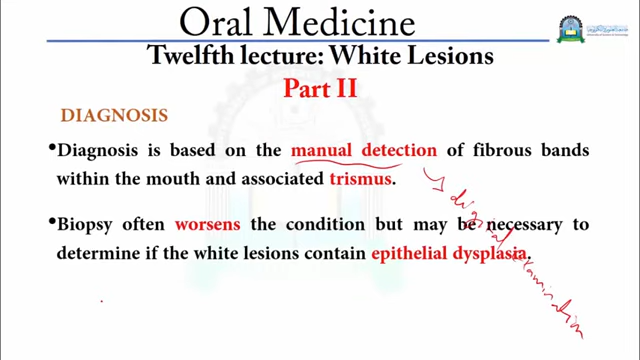 Oral Medicine
Twelfth lecture: White Lesions
Part II
DIAGNOSIS
•Diagnosis is based on the manual detection of fibrous bands
within the mouth and associated trismus.
digital examination
•Biopsy often worsens the condition but may be necessary to
determine if the white lesions contain epithelial dysplasia.